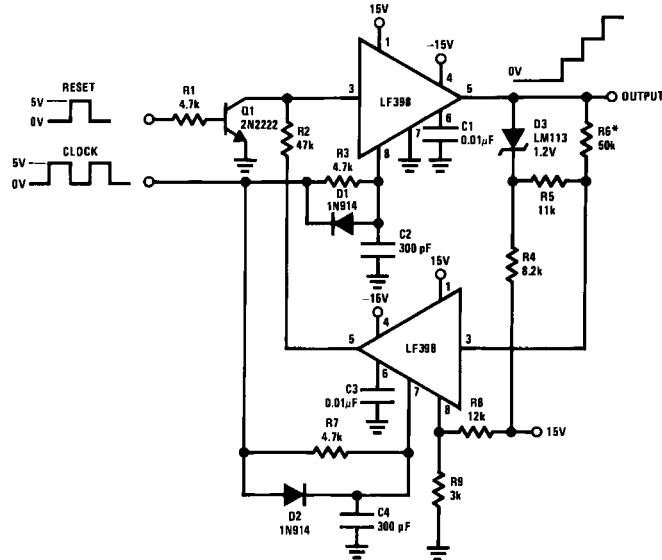 15V
1
-15V
4
0V
RESET
5V
0V
R1
4.7k
Q1
2N2222
3
LF398
5
OUTPUT
R2
47k
6
7
8
C1
0.01µF
D3
LM113
1.2V
R6*
50k
CLOCK
5V
0V
R3
4.7k
D1
1N914
R5
11k
C2
300 pF
15V
1
R4
8.2k
-15V
4
5
LF398
3
6
7
8
C3
0.01µF
R8
12k
15V
R7
4.7k
R9
3k
D2
1N914
C4
300 pF